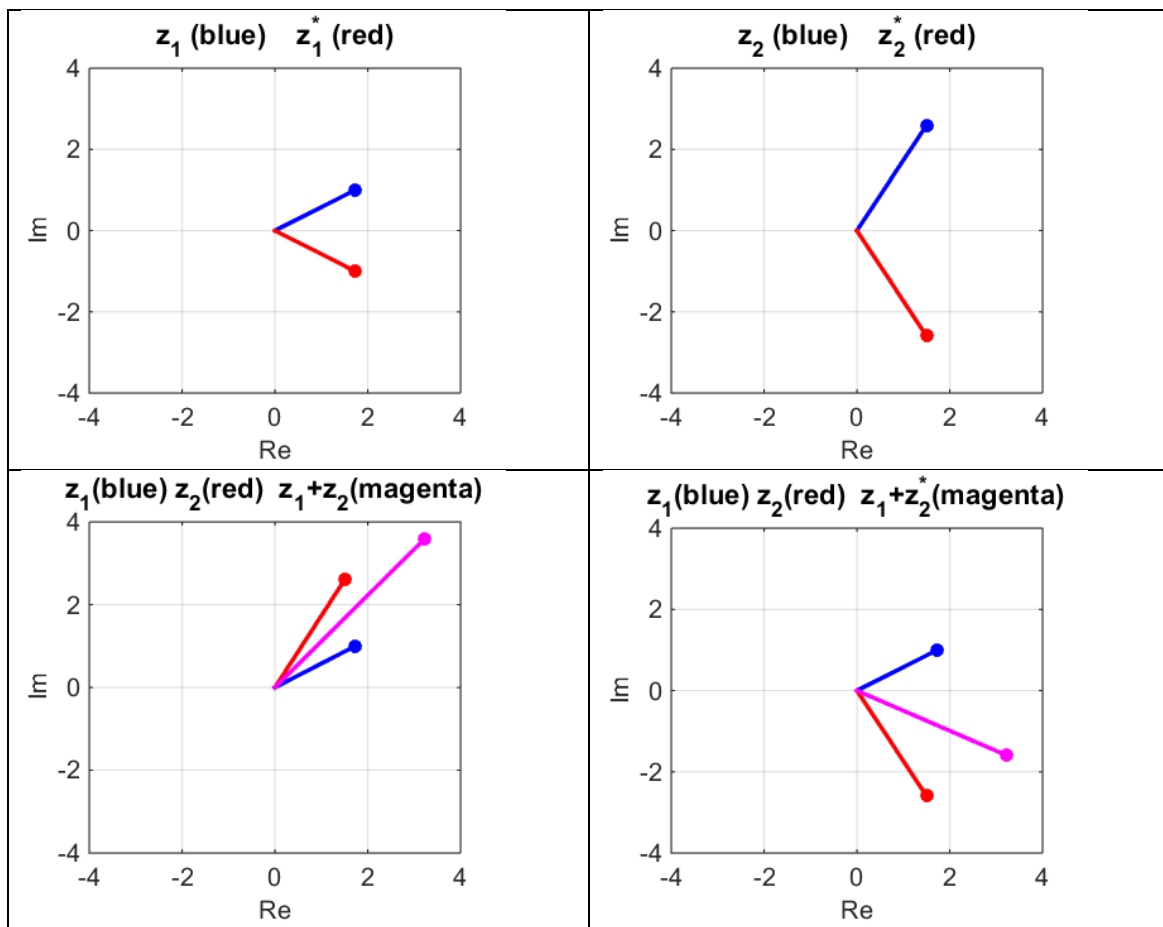 z₁ (blue) z₁* (red)
4
2
0
-2
-4
Im
-4 -2 0 2 4
Re
z₂ (blue) z₂* (red)
4
2
0
-2
-4
Im
-4 -2 0 2 4
Re
z₁(blue) z₂(red) z₁+z₂(magenta)
4
2
0
-2
-4
Im
-4 -2 0 2 4
Re
z₁(blue) z₂(red) z₁+z₂*(magenta)
4
2
0
-2
-4
Im
-4 -2 0 2 4
Re